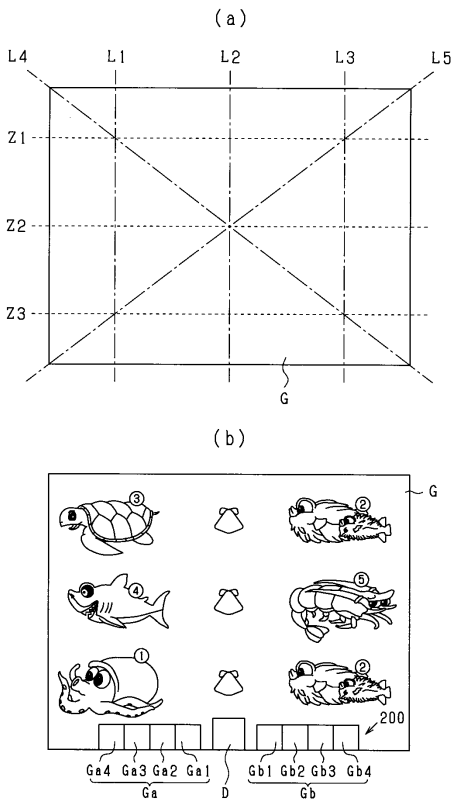 (a)
L4 L1 L2 L3 L5
Z1
Z2
Z3
G
(b)
G
③ ②
④ ⑤
① ②
200
Ga4 Ga3 Ga2 Ga1 Gb1 Gb2 Gb3 Gb4
Ga D Gb